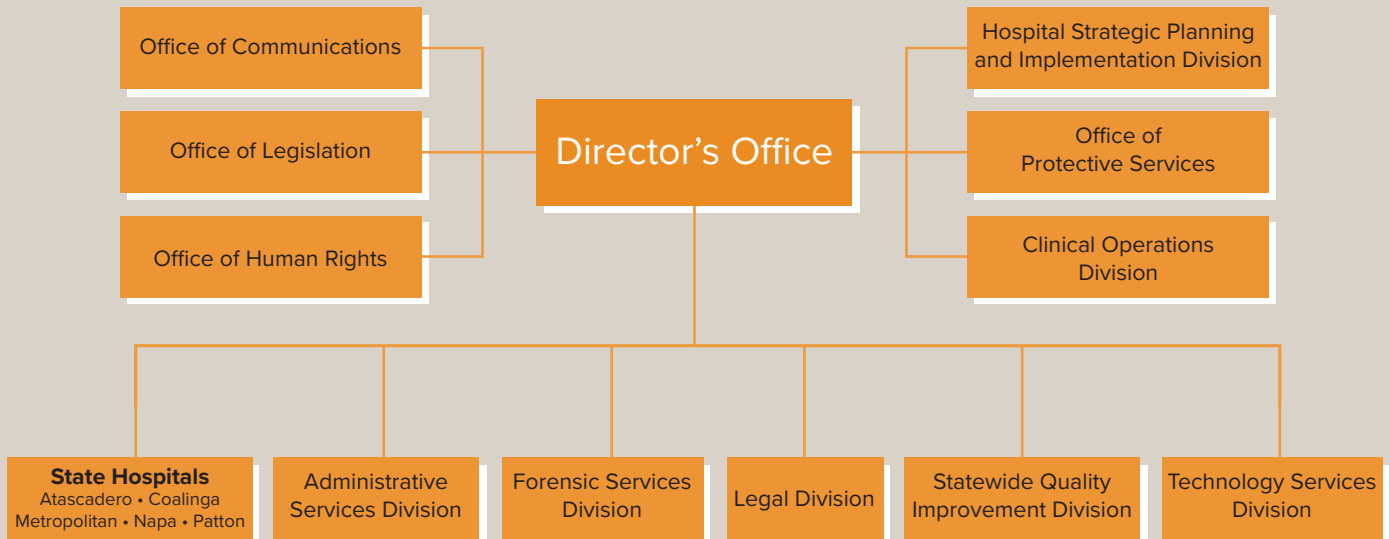 Office of Communications
Office of Legislation
Office of Human Rights
Director’s Office
Hospital Strategic Planning
and Implementation Division
Office of
Protective Services
Clinical Operations
Division
State Hospitals
Atascadero • Coalinga
Metropolitan • Napa • Patton
Administrative
Services Division
Forensic Services
Division
Legal Division
Statewide Quality
Improvement Division
Technology Services
Division